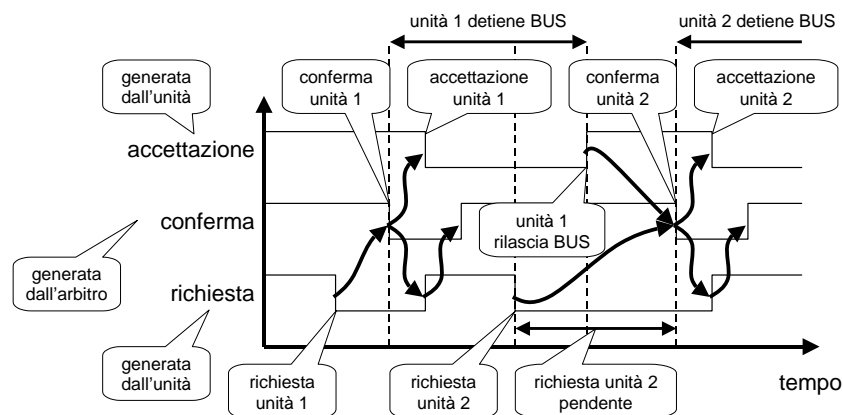 unità 1 detiene BUS
unità 2 detiene BUS
generata
dall'unità
conferma
unità 1
accettazione
unità 1
conferma
unità 2
accettazione
unità 2
accettazione
conferma
unità 1
rilascia BUS
generata
dall'arbitro
richiesta
generata
dall'unità
richiesta
unità 1
richiesta
unità 2
richiesta unità 2
pendente
tempo